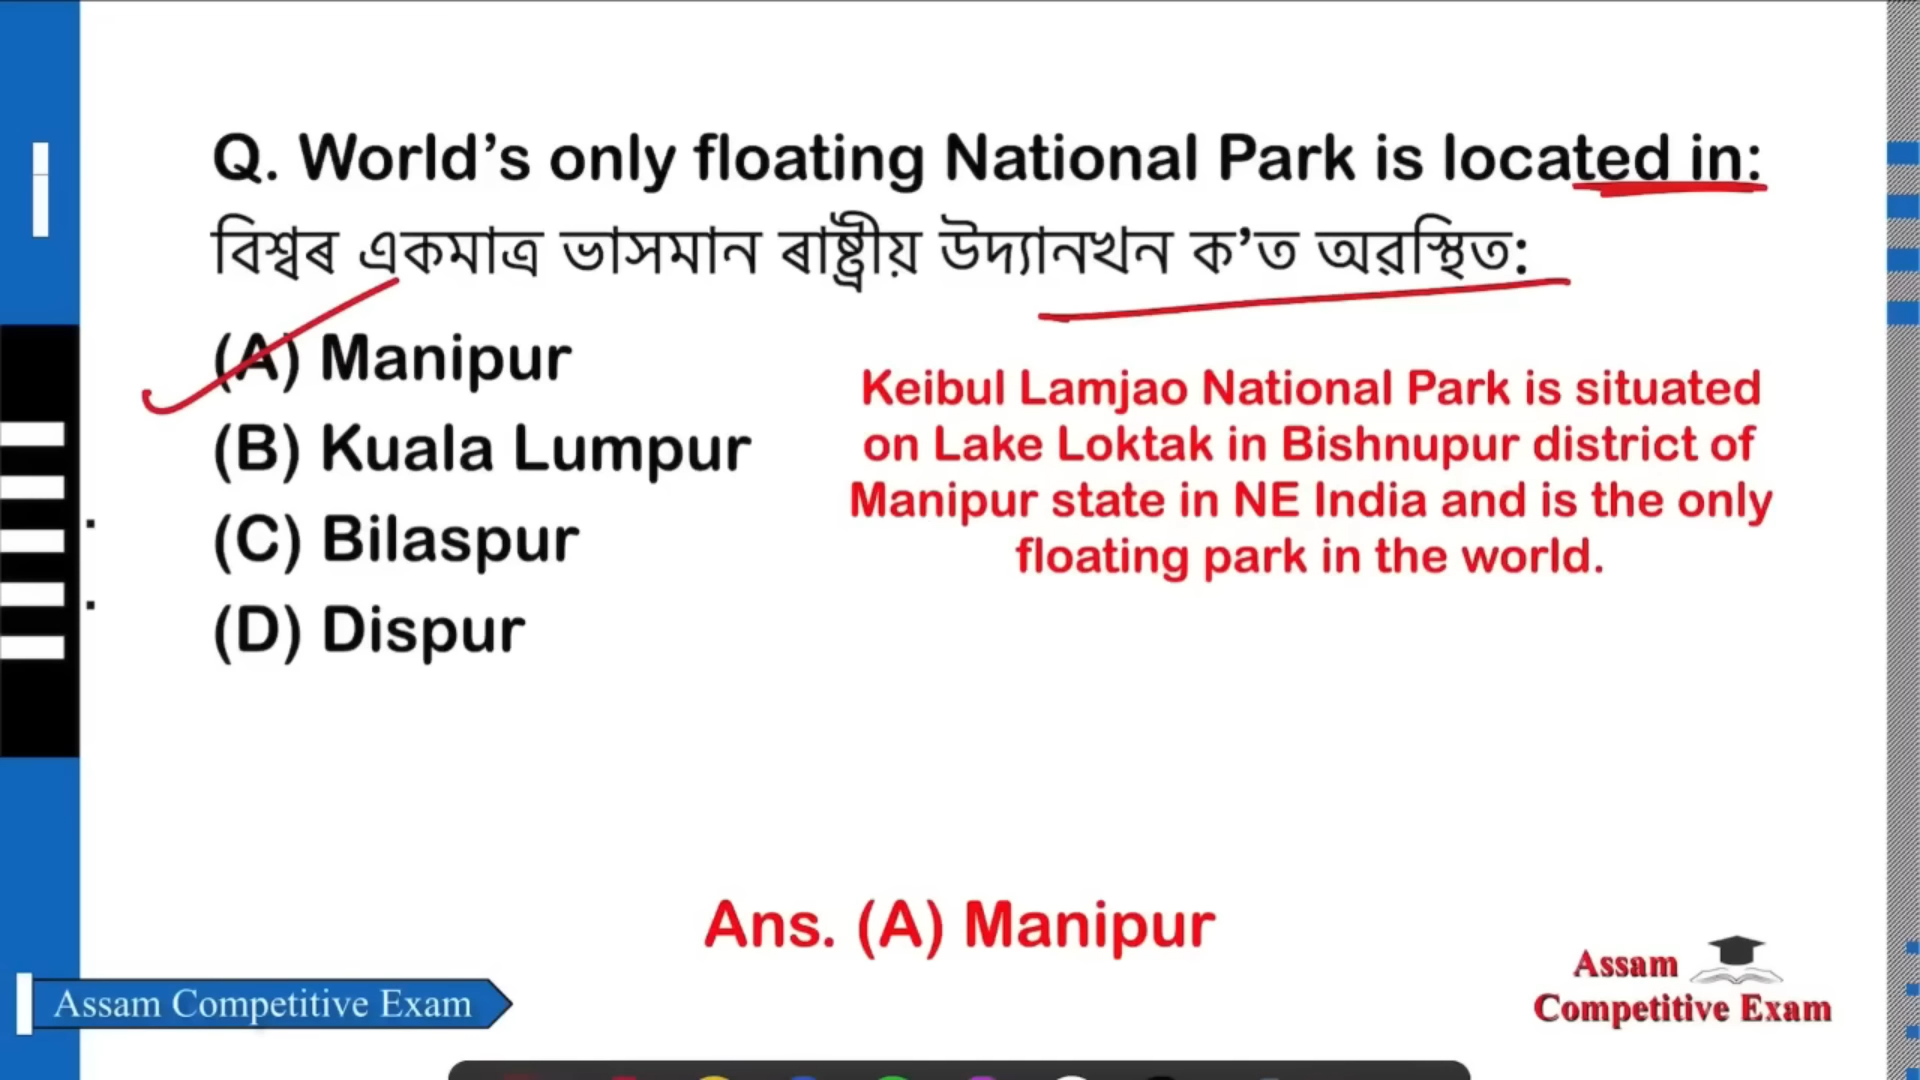 Q. World’s only floating National Park is located in:
বিশ্বৰ একমাত্ৰ ভাসমান ৰাষ্ট্ৰীয় উদ্যানখন ক’ত অৱস্থিত:
(A) Manipur
(B) Kuala Lumpur
(C) Bilaspur
(D) Dispur
Keibul Lamjao National Park is situated
on Lake Loktak in Bishnupur district of
Manipur state in NE India and is the only
floating park in the world.
Ans. (A) Manipur
Assam Competitive Exam
Assam
Competitive Exam